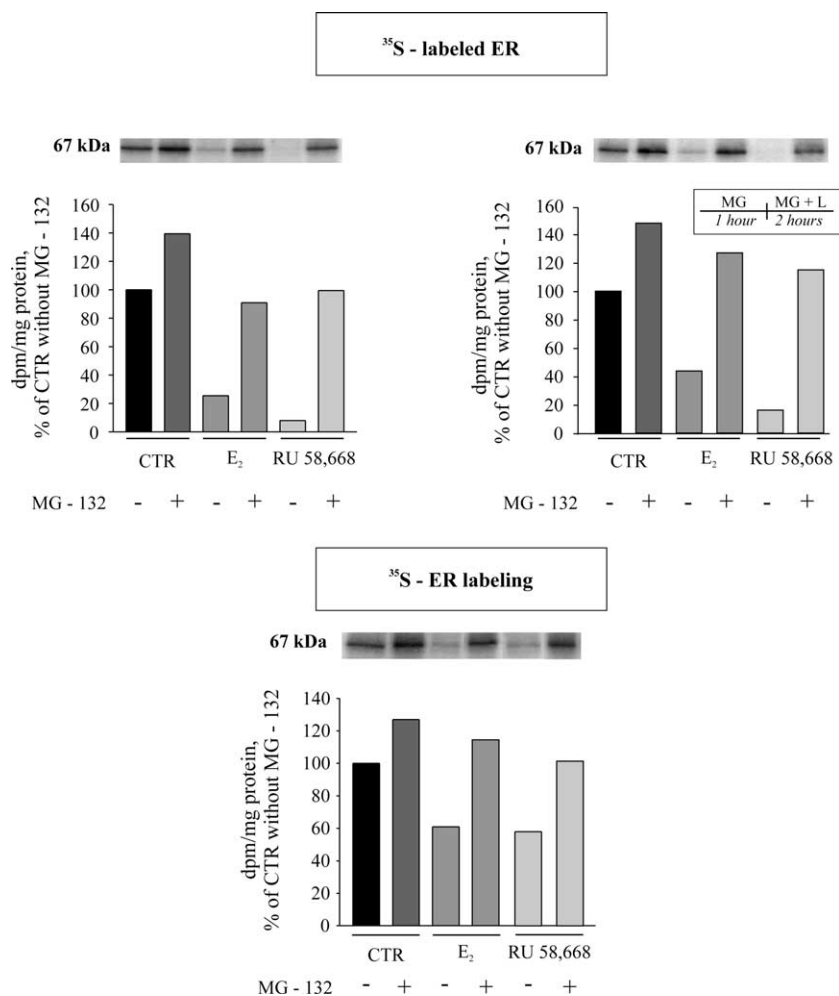 ³⁵S - labeled ER
67 kDa
dpm/mg protein,
% of CTR without MG - 132
160
140
120
100
80
60
40
20
0
CTR E₂ RU 58,668
MG - 132 - + - + - +
67 kDa
MG MG + L
1 hour 2 hours
dpm/mg protein,
% of CTR without MG - 132
160
140
120
100
80
60
40
20
0
CTR E₂ RU 58,668
MG - 132 - + - + - +
³⁵S - ER labeling
67 kDa
dpm/mg protein,
% of CTR without MG - 132
140
120
100
80
60
40
20
0
CTR E₂ RU 58,668
MG - 132 - + - + - +